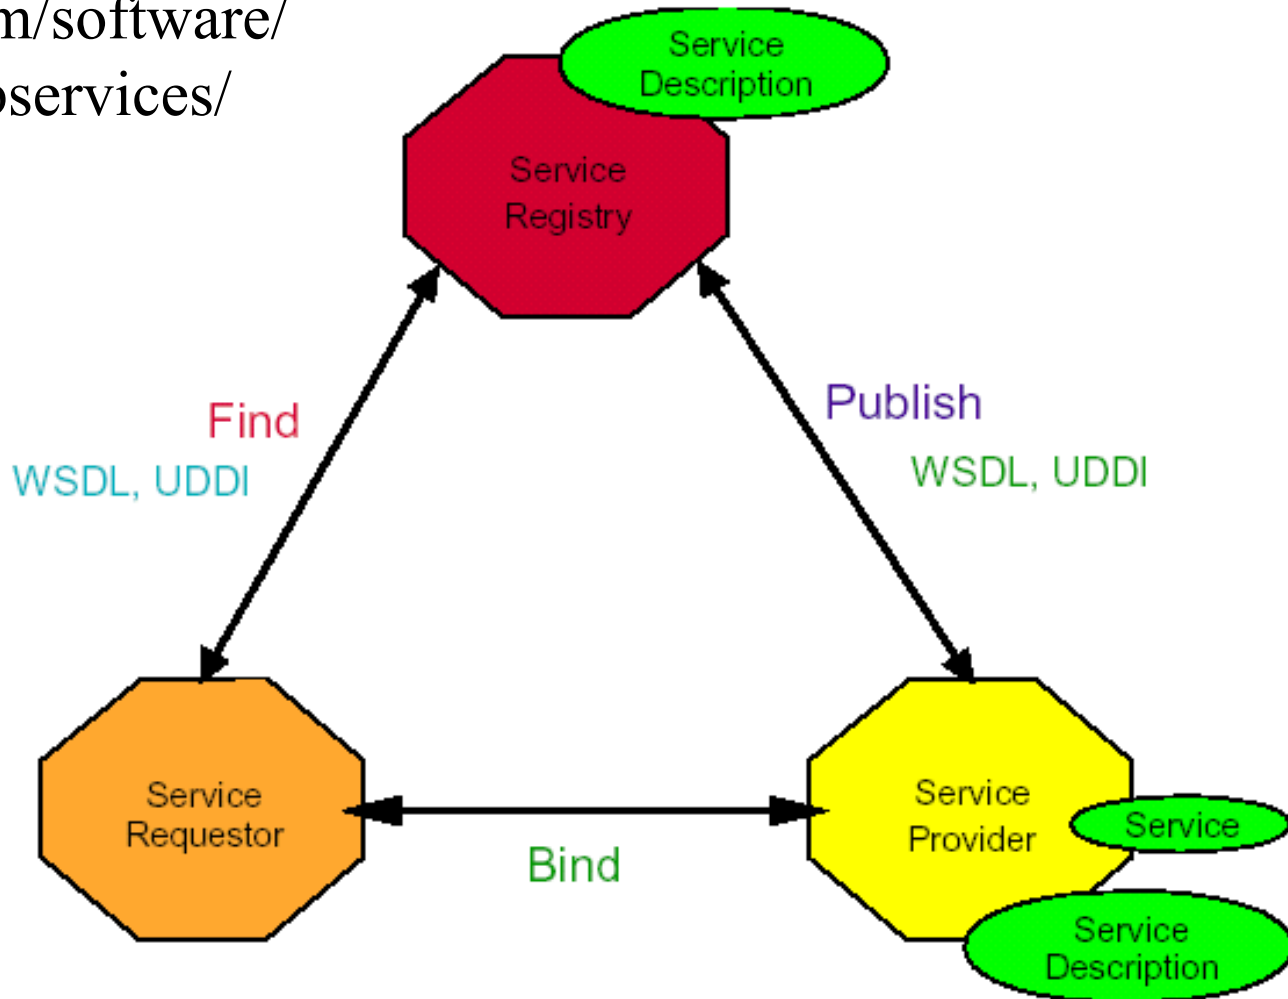 m/software/
oservices/
Service
Description
Service
Registry
Find
WSDL, UDDI
Publish
WSDL, UDDI
Service
Requestor
Bind
Service
Provider
Service
Service
Description